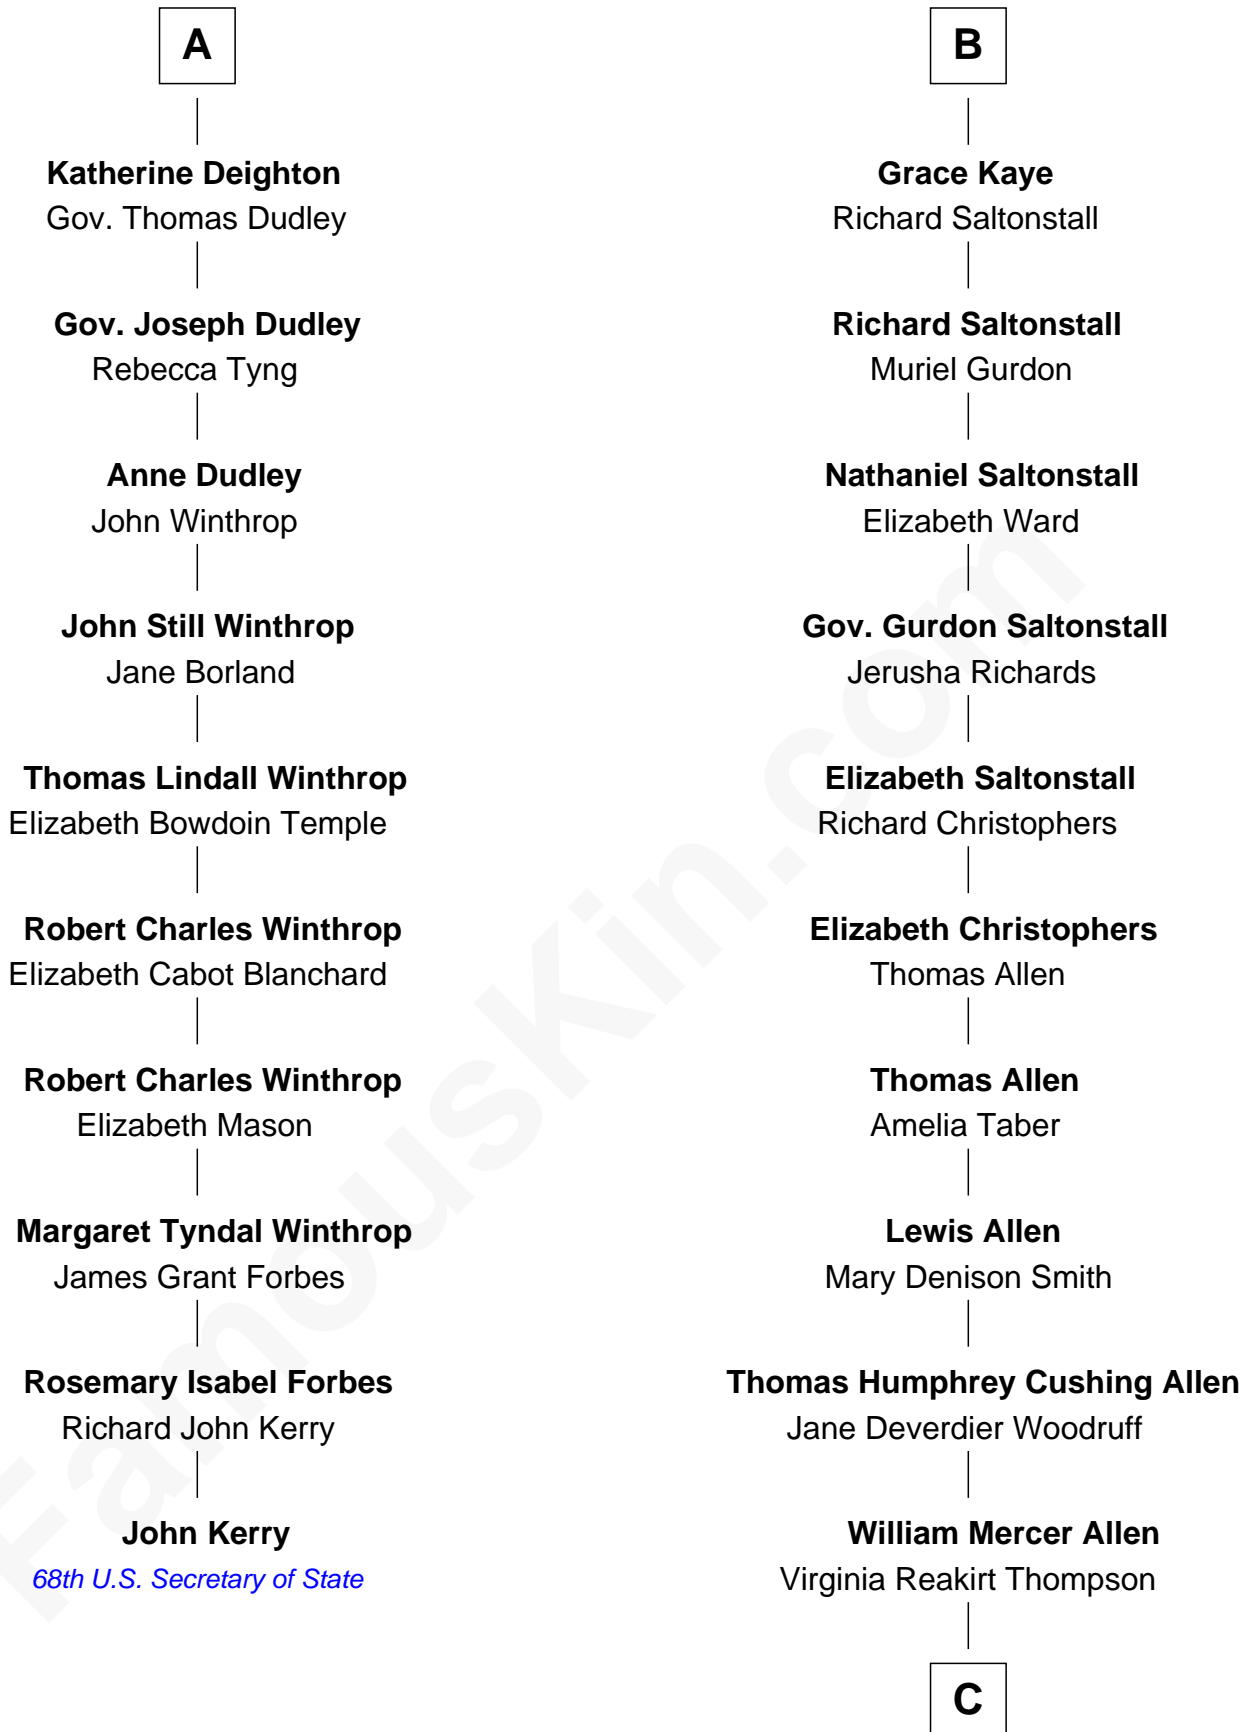 A
Katherine Deighton
Gov. Thomas Dudley
Gov. Joseph Dudley
Rebecca Tyng
Anne Dudley
John Winthrop
John Still Winthrop
Jane Borland
Thomas Lindall Winthrop
Elizabeth Bowdoin Temple
Robert Charles Winthrop
Elizabeth Cabot Blanchard
Robert Charles Winthrop
Elizabeth Mason
Margaret Tyndal Winthrop
James Grant Forbes
Rosemary Isabel Forbes
Richard John Kerry
John Kerry
68th U.S. Secretary of State
B
Grace Kaye
Richard Saltonstall
Richard Saltonstall
Muriel Gurdon
Nathaniel Saltonstall
Elizabeth Ward
Gov. Gurdon Saltonstall
Jerusha Richards
Elizabeth Saltonstall
Richard Christophers
Elizabeth Christophers
Thomas Allen
Thomas Allen
Amelia Taber
Lewis Allen
Mary Denison Smith
Thomas Humphrey Cushing Allen
Jane Deverdier Woodruff
William Mercer Allen
Virginia Reakirt Thompson
C
FamousKin.com